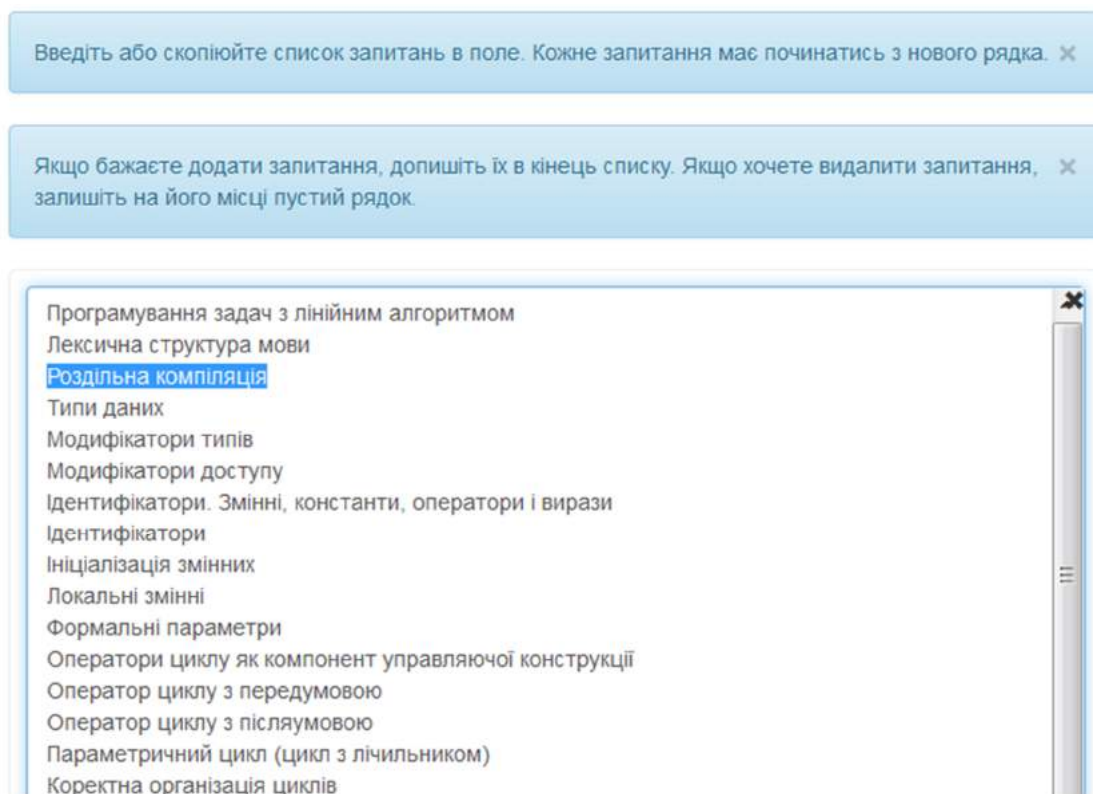 Введіть або скопіюйте список запитань в поле. Кожне запитання має починатись з нового рядка.
Якщо бажаєте додати запитання, допишіть їх в кінець списку. Якщо хочете видалити запитання,
залишіть на його місці пустий рядок.
Програмування задач з лінійним алгоритмом
Лексична структура мови
Роздільна компіляція
Типи даних
Модифікатори типів
Модифікатори доступу
Ідентифікатори. Змінні, константи, оператори і вирази
Ідентифікатори
Ініціалізація змінних
Локальні змінні
Формальні параметри
Оператори циклу як компонент управляючої конструкції
Оператор циклу з передумовою
Оператор циклу з післяумовою
Параметричний цикл (цикл з лічильником)
Коректна організація циклів